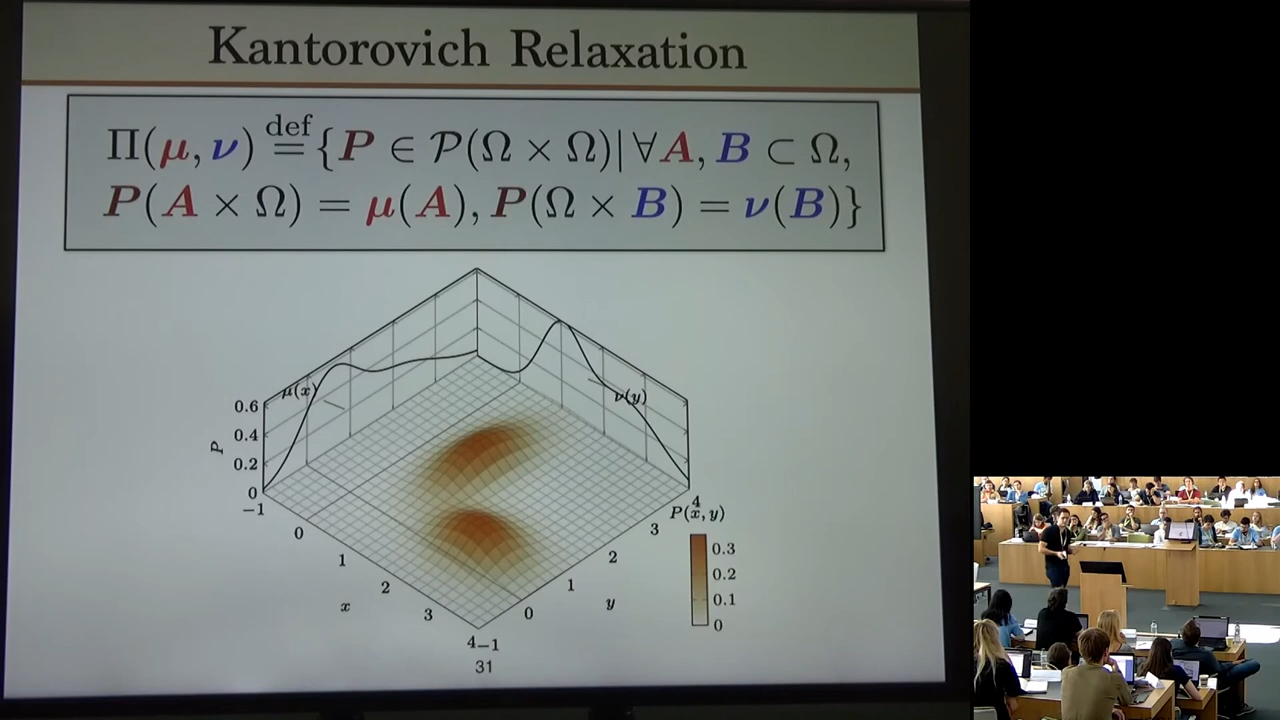 Kantorovich Relaxation
Π(μ, ν) def= {P ∈ 𝒫(Ω × Ω)| ∀A, B ⊂ Ω,
P(A × Ω) = μ(A), P(Ω × B) = ν(B)}
μ(x)
ν(y)
P
0.6
0.4
0.2
0
−1
0
1
2
3
4
x
−1
0
1
2
3
4
y
P(x, y)
0.3
0.2
0.1
0
31